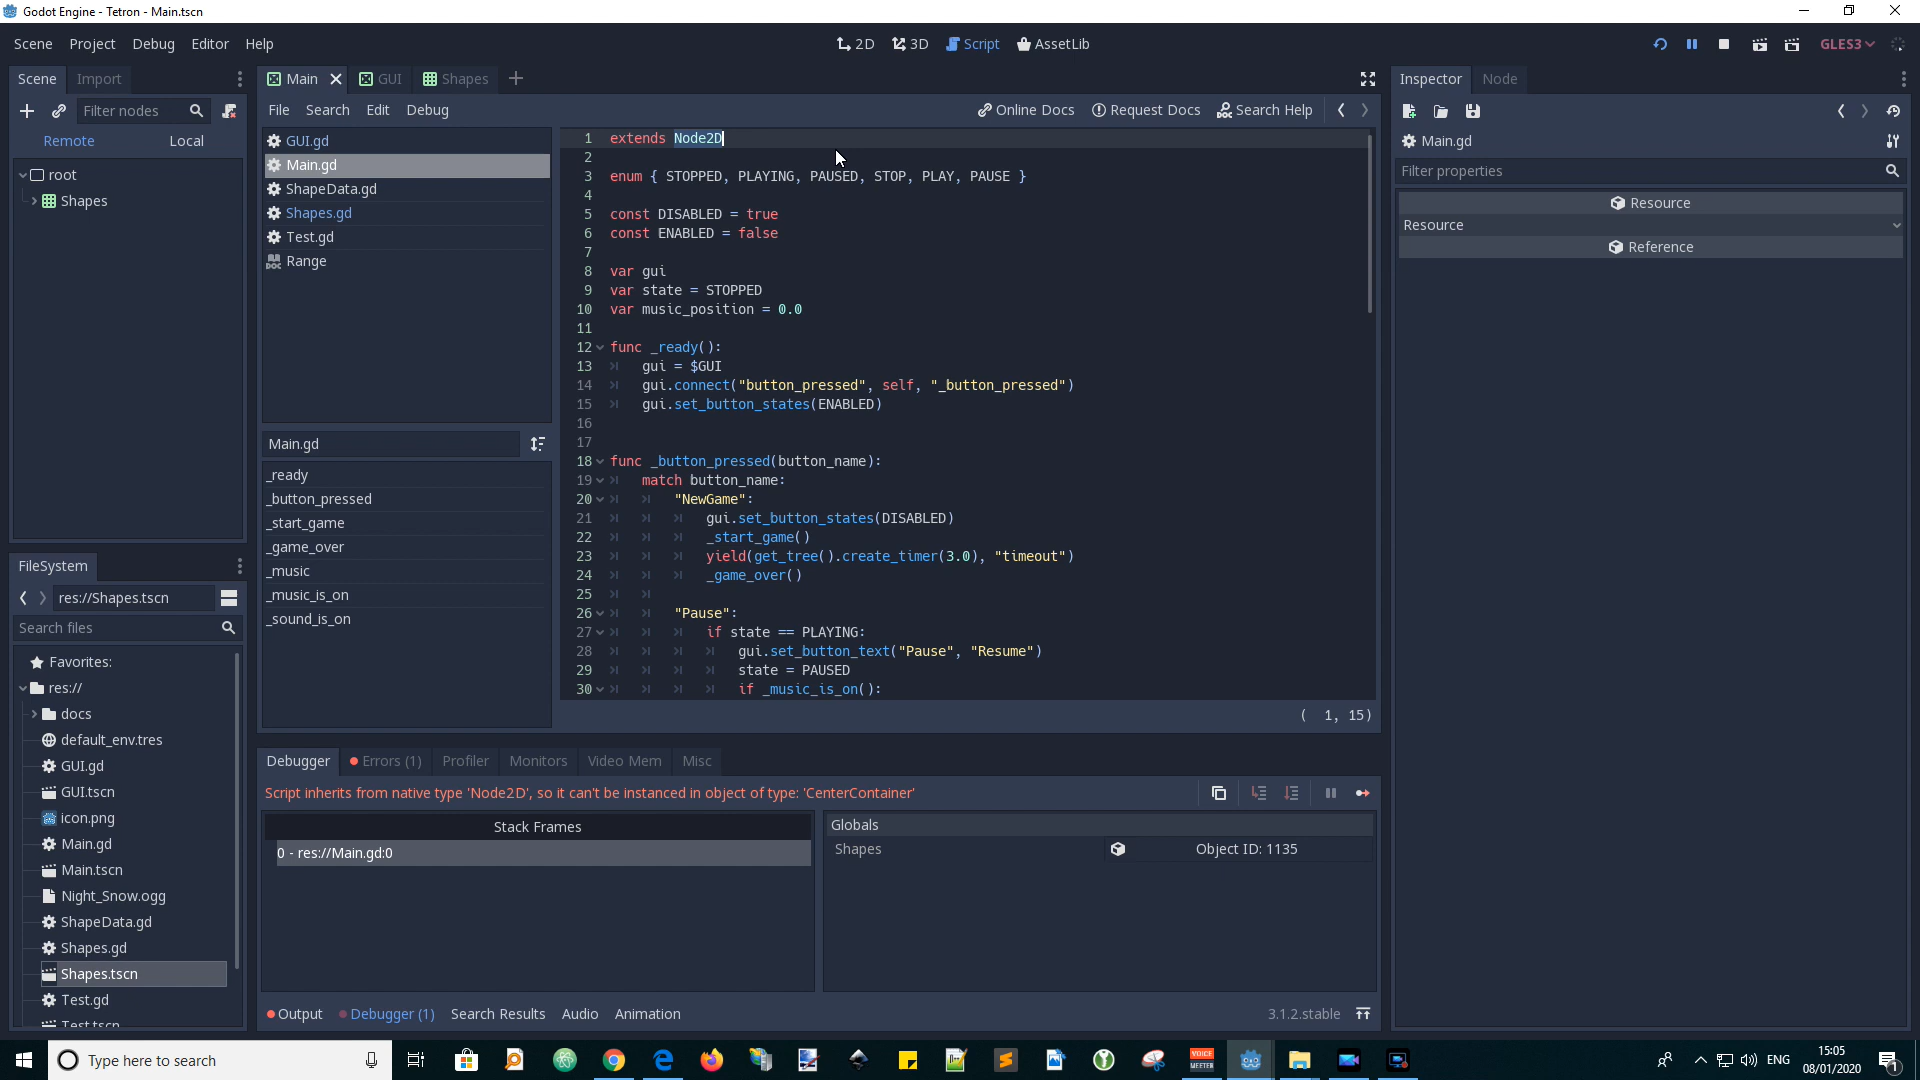 Godot Engine - Tetron - Main.tscn
Scene Project Debug Editor Help
2D 3D Script AssetLib
GLES3
Scene Import
Filter nodes
Remote Local
root
Shapes
Main GUI Shapes
File Search Edit Debug
Online Docs Request Docs Search Help
GUI.gd
Main.gd
ShapeData.gd
Shapes.gd
Test.gd
Range
Main.gd
_ready
_button_pressed
_start_game
_game_over
_music
_music_is_on
_sound_is_on
1 extends Node2D
2
3 enum { STOPPED, PLAYING, PAUSED, STOP, PLAY, PAUSE }
4
5 const DISABLED = true
6 const ENABLED = false
7
8 var gui
9 var state = STOPPED
10 var music_position = 0.0
11
12 func _ready():
13 gui = $GUI
14 gui.connect("button_pressed", self, "_button_pressed")
15 gui.set_button_states(ENABLED)
16
17
18 func _button_pressed(button_name):
19 match button_name:
20 "NewGame":
21 gui.set_button_states(DISABLED)
22 _start_game()
23 yield(get_tree().create_timer(3.0), "timeout")
24 _game_over()
25
26 "Pause":
27 if state == PLAYING:
28 gui.set_button_text("Pause", "Resume")
29 state = PAUSED
30 if _music_is_on():
( 1, 15)
FileSystem
res://Shapes.tscn
Search files
Favorites:
res://
docs
default_env.tres
GUI.gd
GUI.tscn
icon.png
Main.gd
Main.tscn
Night_Snow.ogg
ShapeData.gd
Shapes.gd
Shapes.tscn
Test.gd
Test.tscn
Debugger Errors (1) Profiler Monitors Video Mem Misc
Script inherits from native type 'Node2D', so it can't be instanced in object of type: 'CenterContainer'
Stack Frames
0 - res://Main.gd:0
Globals
Shapes Object ID: 1135
Output Debugger (1) Search Results Audio Animation
3.1.2.stable
Inspector Node
Main.gd
Filter properties
Resource
Resource
Reference
Type here to search
VOICE MEETER
ENG
15:05
08/01/2020
1